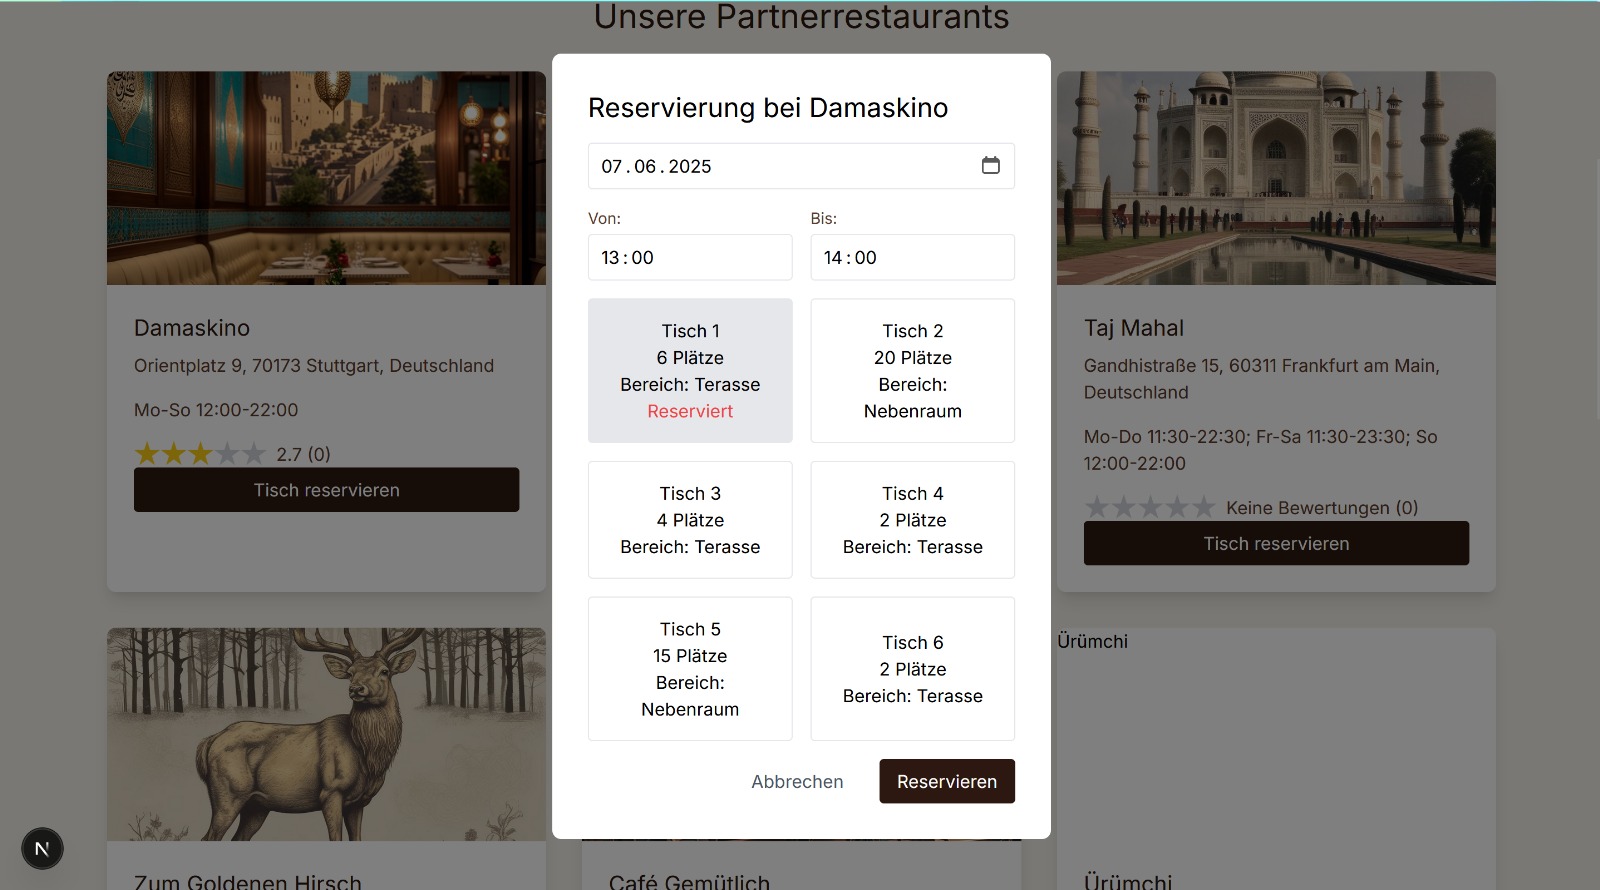 Unsere Partnerrestaurants
Reservierung bei Damaskino
07.06.2025
Von:
Bis:
13:00
14:00
Tisch 1
6 Plätze
Bereich: Terasse
Reserviert
Tisch 2
20 Plätze
Bereich:
Nebenraum
Tisch 3
4 Plätze
Bereich: Terasse
Tisch 4
2 Plätze
Bereich: Terasse
Tisch 5
15 Plätze
Bereich:
Nebenraum
Tisch 6
2 Plätze
Bereich: Terasse
Abbrechen
Reservieren
Damaskino
Orientplatz 9, 70173 Stuttgart, Deutschland
Mo-So 12:00-22:00
2.7 (0)
Tisch reservieren
Taj Mahal
Gandhistraße 15, 60311 Frankfurt am Main,
Deutschland
Mo-Do 11:30-22:30; Fr-Sa 11:30-23:30; So
12:00-22:00
Keine Bewertungen (0)
Tisch reservieren
Ürümchi
Zum Goldenen Hirsch
Café Gemütlich
Ürümchi
N